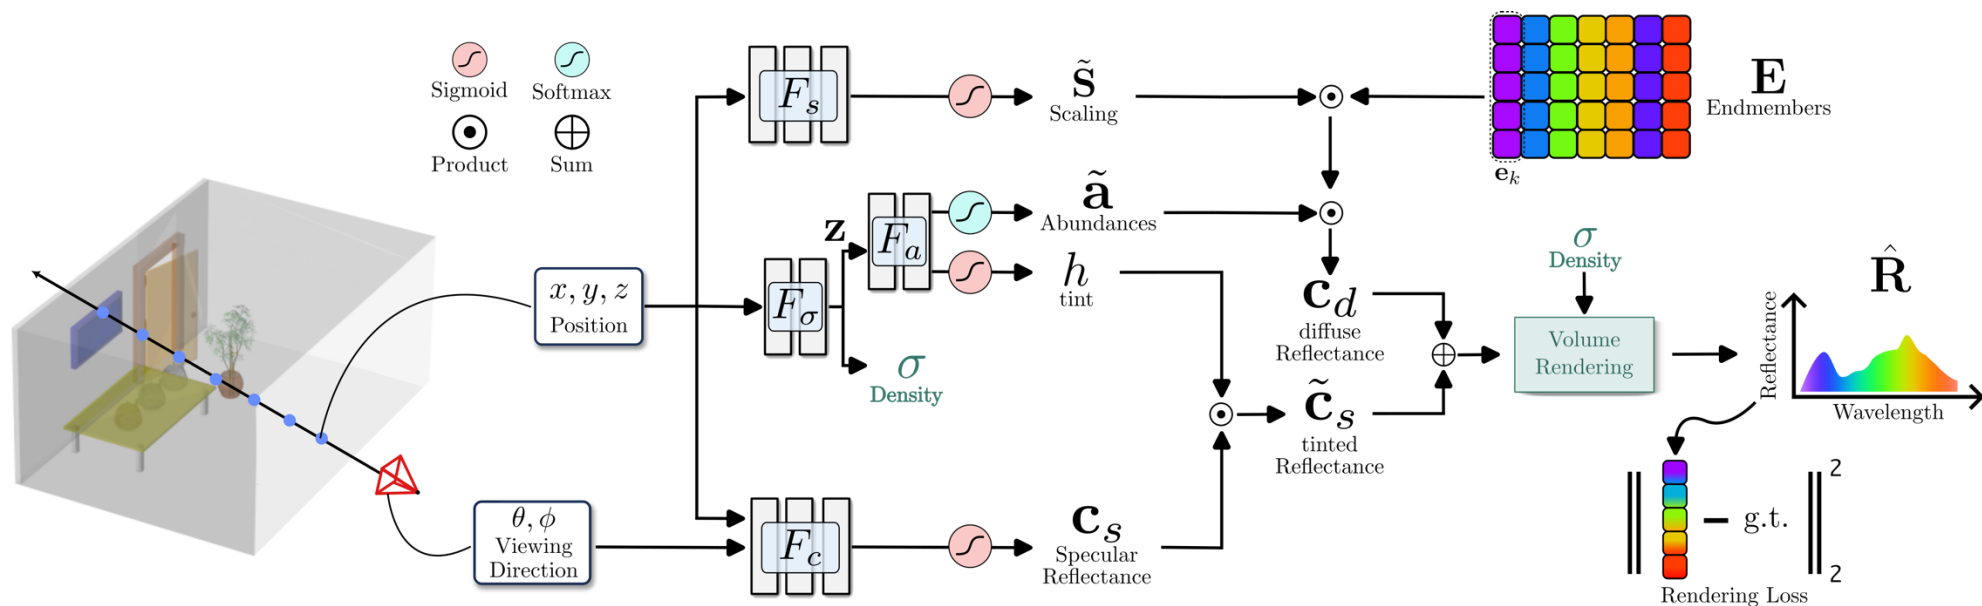 Sigmoid
Softmax
Product
Sum
x, y, z
Position
θ, ϕ
Viewing
Direction
F_s
s̃
Scaling
E
Endmembers
e_k
z
F_a
ã
Abundances
h
tint
F_σ
σ
Density
F_c
c_s
Specular
Reflectance
c_d
diffuse
Reflectance
c̃_s
tinted
Reflectance
σ
Density
Volume
Rendering
R̂
Reflectance
Wavelength
‖ − g.t. ‖ 2 2
Rendering Loss